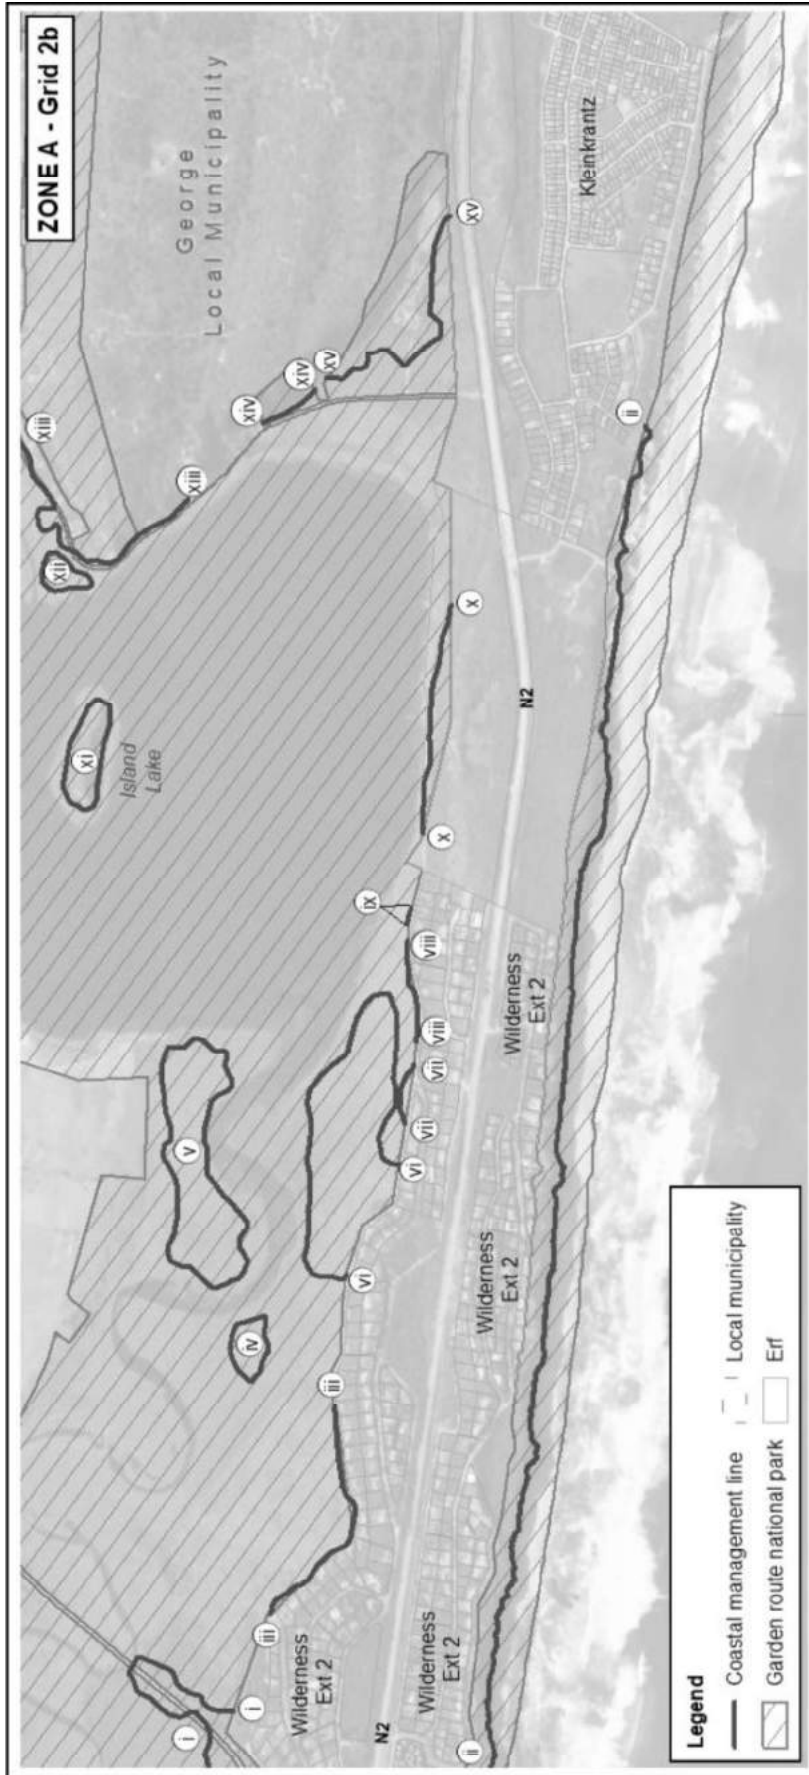 ZONE A - Grid 2b
George
Local Municipality
xiii
xiii
xiv
xiv
xv
xv
xii
xi
Island
Lake
x
x
ix
viii
viii
vii
vii
vi
vi
v
iv
iii
iii
i
i
ii
ii
Kleinkrantz
N2
N2
Wilderness
Ext 2
Wilderness
Ext 2
Wilderness
Ext 2
Wilderness
Ext 2
Legend
Coastal management line
Local municipality
Garden route national park
Erf